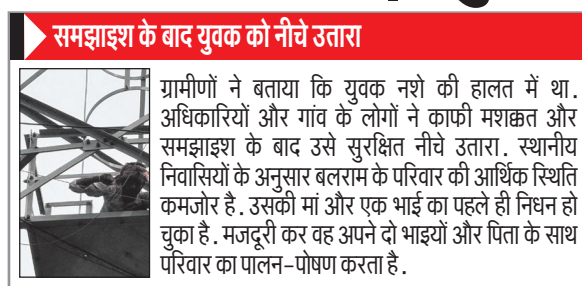 समझाइश के बाद युवक को नीचे उतारा
ग्रामीणों ने बताया कि युवक नशे की हालत में था.
अधिकारियों और गांव के लोगों ने काफी मशक्कत और
समझाइश के बाद उसे सुरक्षित नीचे उतारा. स्थानीय
निवासियों के अनुसार बलराम के परिवार की आर्थिक स्थिति
कमजोर है. उसकी मां और एक भाई का पहले ही निधन हो
चुका है. मजदूरी कर वह अपने दो भाइयों और पिता के साथ
परिवार का पालन-पोषण करता है.